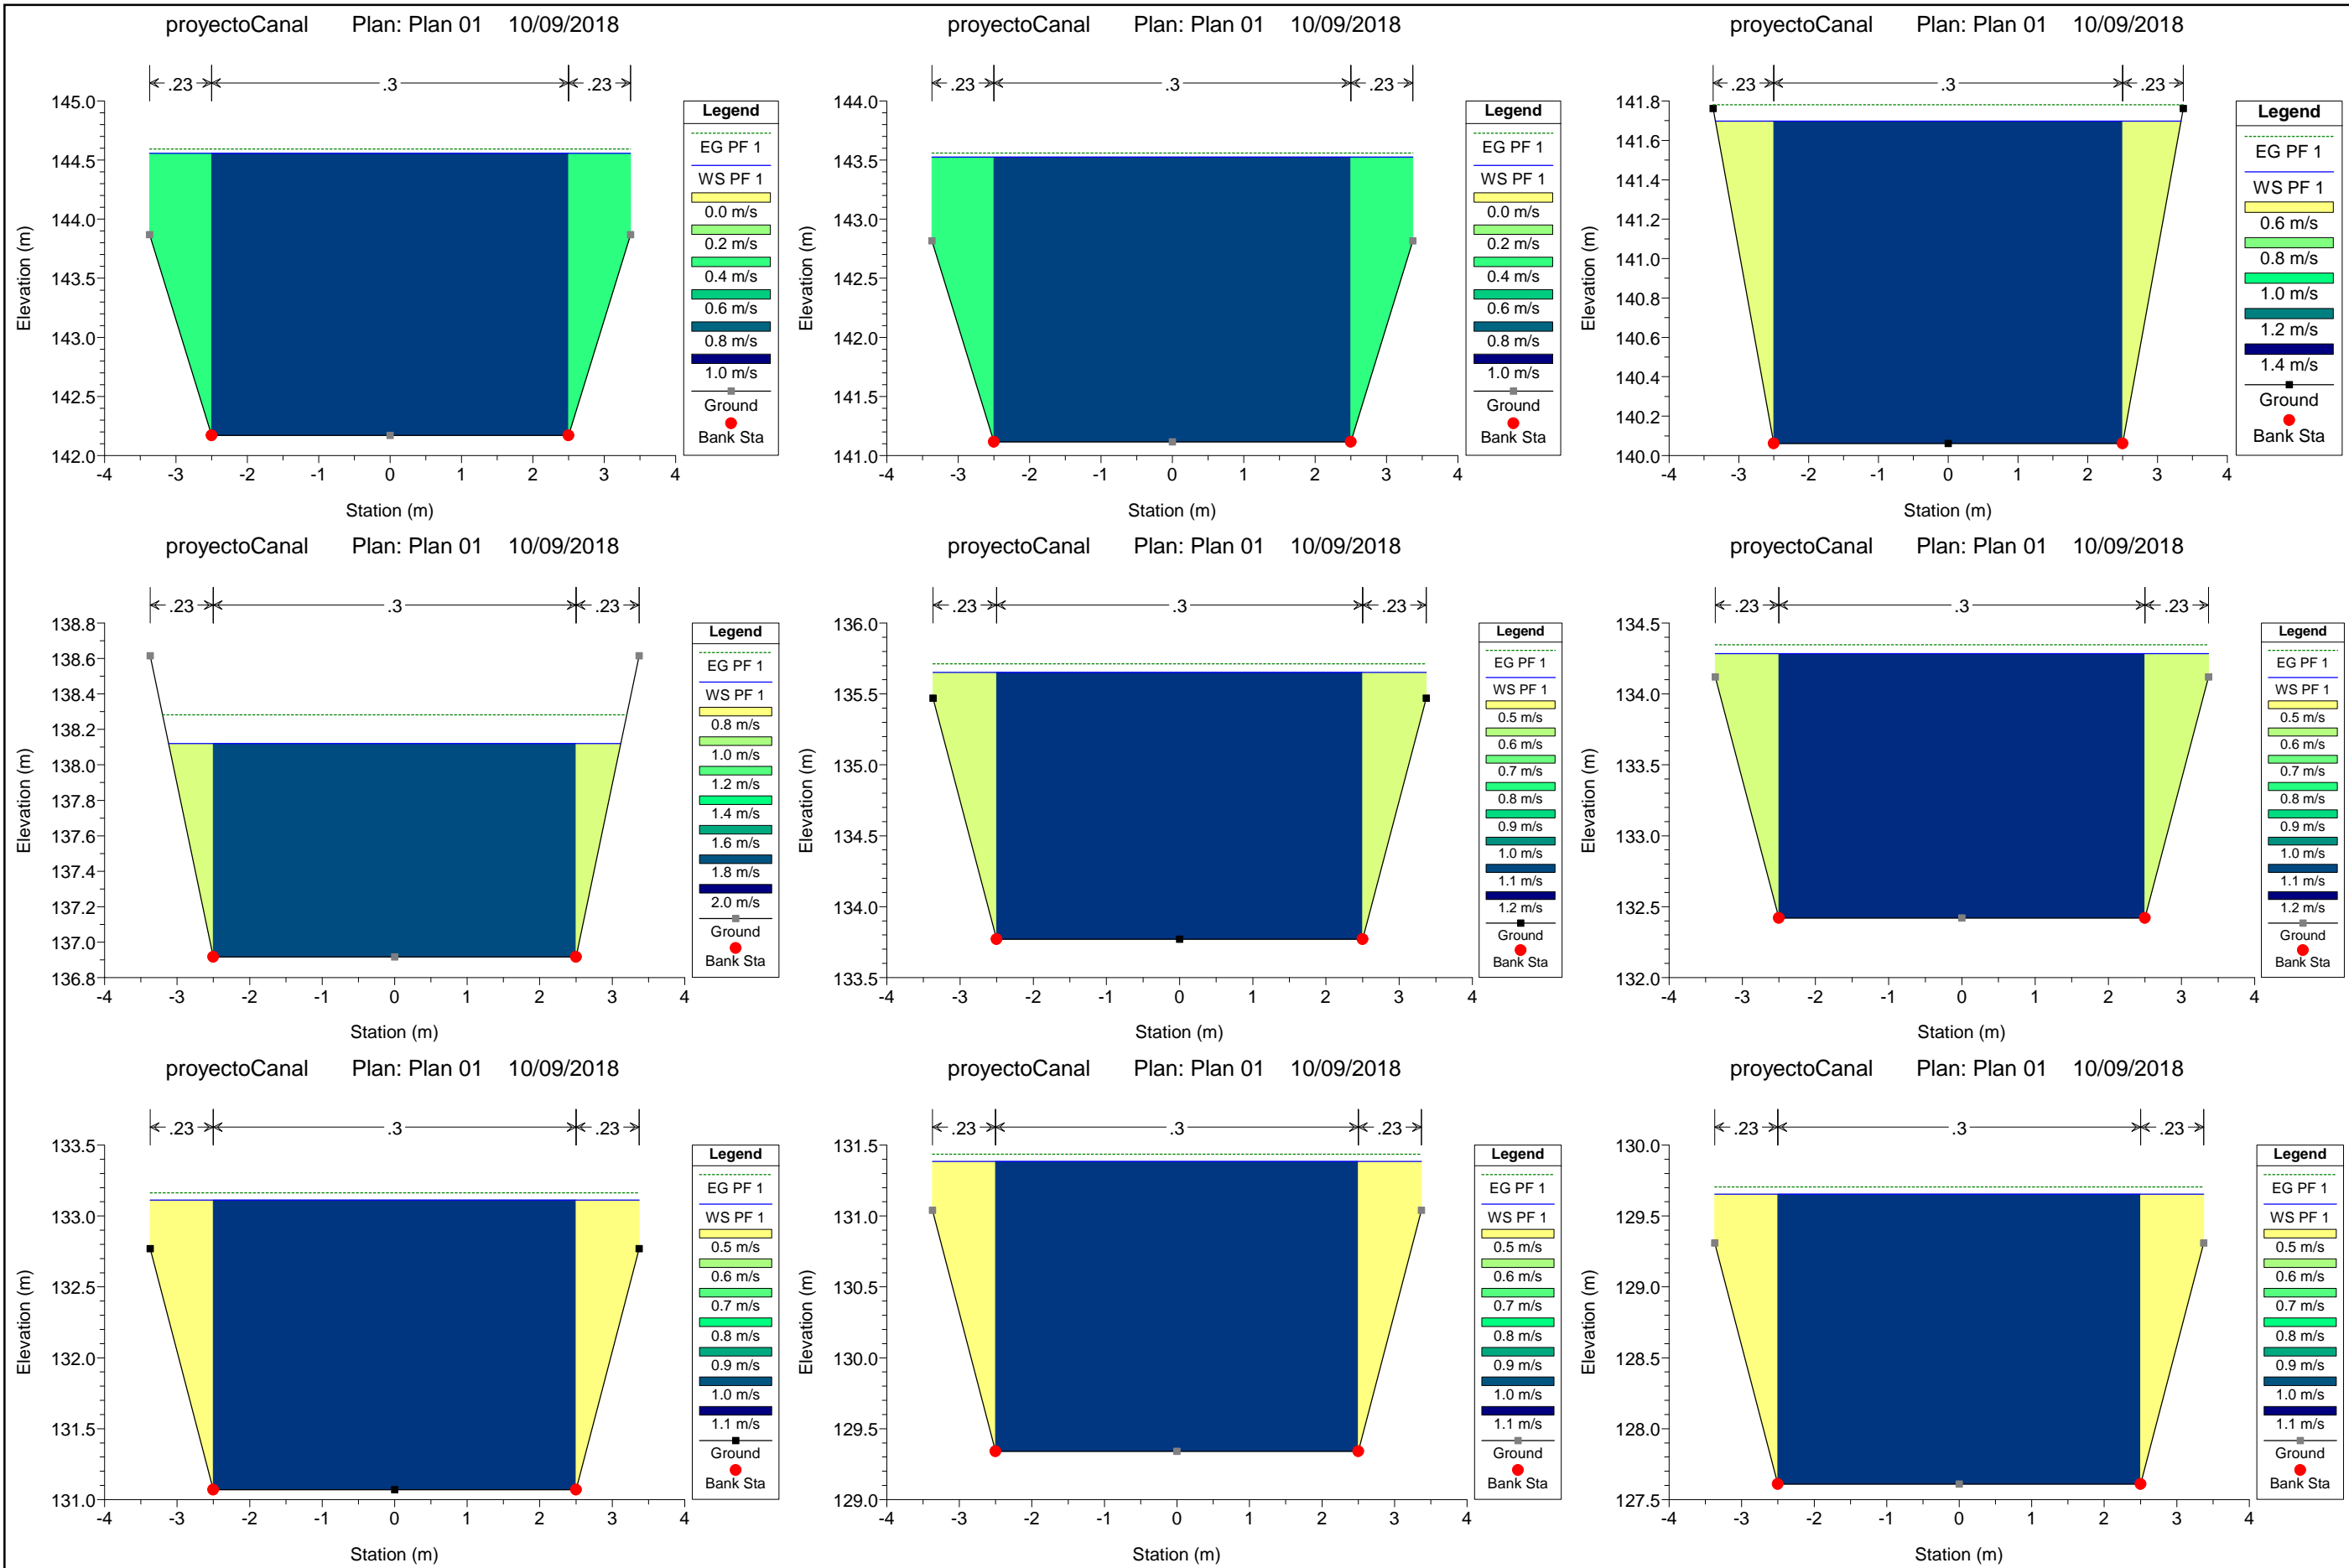 proyectoCanal Plan: Plan 01 10/09/2018
.23 .3 .23
145.0
144.5
144.0
143.5
143.0
142.5
142.0
Elevation (m)
-4 -3 -2 -1 0 1 2 3 4
Station (m)
Legend
EG PF 1
WS PF 1
0.0 m/s
0.2 m/s
0.4 m/s
0.6 m/s
0.8 m/s
1.0 m/s
Ground
Bank Sta
proyectoCanal Plan: Plan 01 10/09/2018
.23 .3 .23
144.0
143.5
143.0
142.5
142.0
141.5
141.0
Elevation (m)
-4 -3 -2 -1 0 1 2 3 4
Station (m)
Legend
EG PF 1
WS PF 1
0.0 m/s
0.2 m/s
0.4 m/s
0.6 m/s
0.8 m/s
1.0 m/s
Ground
Bank Sta
proyectoCanal Plan: Plan 01 10/09/2018
.23 .3 .23
141.8
141.6
141.4
141.2
141.0
140.8
140.6
140.4
140.2
140.0
Elevation (m)
-4 -3 -2 -1 0 1 2 3 4
Station (m)
Legend
EG PF 1
WS PF 1
0.6 m/s
0.8 m/s
1.0 m/s
1.2 m/s
1.4 m/s
Ground
Bank Sta
proyectoCanal Plan: Plan 01 10/09/2018
.23 .3 .23
138.8
138.6
138.4
138.2
138.0
137.8
137.6
137.4
137.2
137.0
136.8
Elevation (m)
-4 -3 -2 -1 0 1 2 3 4
Station (m)
Legend
EG PF 1
WS PF 1
0.8 m/s
1.0 m/s
1.2 m/s
1.4 m/s
1.6 m/s
1.8 m/s
2.0 m/s
Ground
Bank Sta
proyectoCanal Plan: Plan 01 10/09/2018
.23 .3 .23
136.0
135.5
135.0
134.5
134.0
133.5
Elevation (m)
-4 -3 -2 -1 0 1 2 3 4
Station (m)
Legend
EG PF 1
WS PF 1
0.5 m/s
0.6 m/s
0.7 m/s
0.8 m/s
0.9 m/s
1.0 m/s
1.1 m/s
1.2 m/s
Ground
Bank Sta
proyectoCanal Plan: Plan 01 10/09/2018
.23 .3 .23
134.5
134.0
133.5
133.0
132.5
132.0
Elevation (m)
-4 -3 -2 -1 0 1 2 3 4
Station (m)
Legend
EG PF 1
WS PF 1
0.5 m/s
0.6 m/s
0.7 m/s
0.8 m/s
0.9 m/s
1.0 m/s
1.1 m/s
1.2 m/s
Ground
Bank Sta
proyectoCanal Plan: Plan 01 10/09/2018
.23 .3 .23
133.5
133.0
132.5
132.0
131.5
131.0
Elevation (m)
-4 -3 -2 -1 0 1 2 3 4
Station (m)
Legend
EG PF 1
WS PF 1
0.5 m/s
0.6 m/s
0.7 m/s
0.8 m/s
0.9 m/s
1.0 m/s
1.1 m/s
Ground
Bank Sta
proyectoCanal Plan: Plan 01 10/09/2018
.23 .3 .23
131.5
131.0
130.5
130.0
129.5
129.0
Elevation (m)
-4 -3 -2 -1 0 1 2 3 4
Station (m)
Legend
EG PF 1
WS PF 1
0.5 m/s
0.6 m/s
0.7 m/s
0.8 m/s
0.9 m/s
1.0 m/s
1.1 m/s
Ground
Bank Sta
proyectoCanal Plan: Plan 01 10/09/2018
.23 .3 .23
130.0
129.5
129.0
128.5
128.0
127.5
Elevation (m)
-4 -3 -2 -1 0 1 2 3 4
Station (m)
Legend
EG PF 1
WS PF 1
0.5 m/s
0.6 m/s
0.7 m/s
0.8 m/s
0.9 m/s
1.0 m/s
1.1 m/s
Ground
Bank Sta